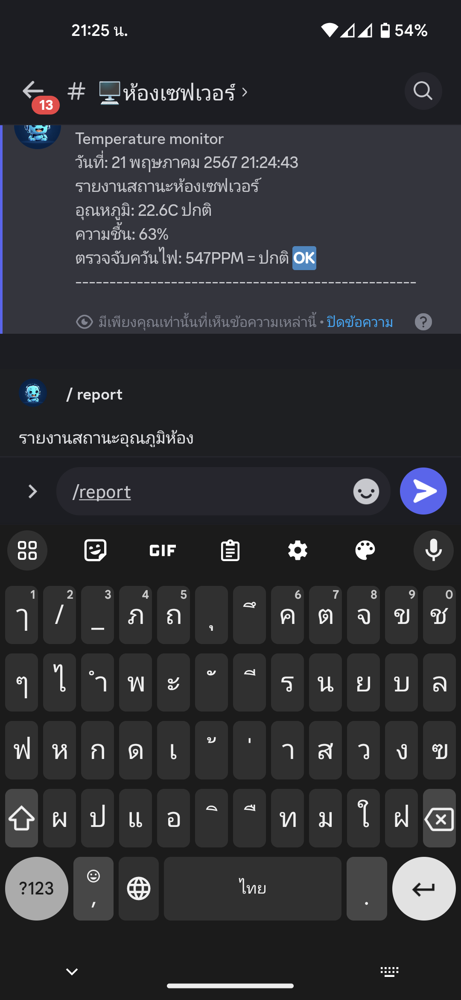 21:25 น.
54%
13
# 🖥️ห้องเซฟเวอร์ ›
Temperature monitor
วันที่: 21 พฤษภาคม 2567 21:24:43
รายงานสถานะห้องเซฟเวอร์
อุณหภูมิ: 22.6C ปกติ
ความชื้น: 63%
ตรวจจับควันไฟ: 547PPM = ปกติ 🆗
--------------------------------------------------
มีเพียงคุณเท่านั้นที่เห็นข้อความเหล่านี้ • ปิดข้อความ
?
/ report
รายงานสถานะอุณภูมิห้อง
/report
GIF
1 2 3 4 5 6 7 8 9 0
ๅ / _ ภ ถ ุ ึ ค ต จ ข ช
ๆ ไ ำ พ ะ ั ี ร น ย บ ล
ฟ ห ก ด เ ้ ่ า ส ว ง ฃ
ผ ป แ อ ิ ื ท ม ใ ฝ
?123 , ไทย .